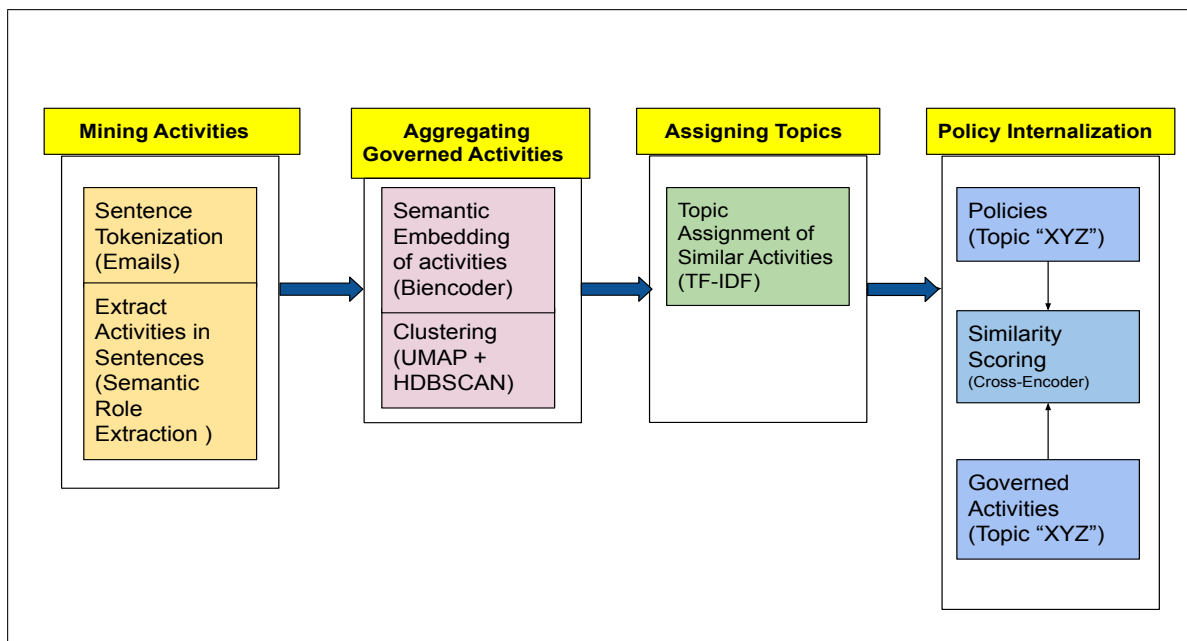 Mining Activities
Sentence
Tokenization
(Emails)
Extract
Activities in
Sentences
(Semantic
Role
Extraction )
Aggregating
Governed Activities
Semantic
Embedding
of activities
(Biencoder)
Clustering
(UMAP +
HDBSCAN)
Assigning Topics
Topic
Assignment of
Similar Activities
(TF-IDF)
Policy Internalization
Policies
(Topic “XYZ”)
Similarity
Scoring
(Cross-Encoder)
Governed
Activities
(Topic “XYZ”)